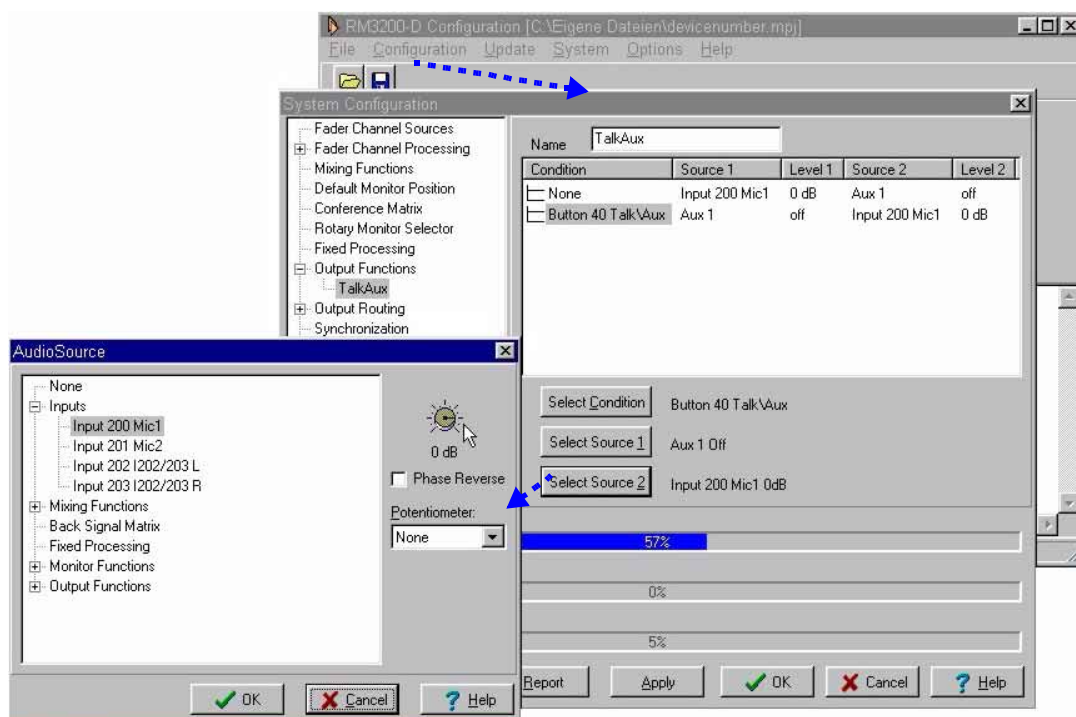 RM3200-D Configuration [C:\Eigene Dateien\devicenumber.mpj]
File Configuration Update System Options Help
System Configuration
Fader Channel Sources
Fader Channel Processing
Mixing Functions
Default Monitor Position
Conference Matrix
Rotary Monitor Selector
Fixed Processing
Output Functions
TalkAux
Output Routing
Synchronization
Name TalkAux
Condition Source 1 Level 1 Source 2 Level 2
None Input 200 Mic1 0 dB Aux 1 off
Button 40 Talk\Aux Aux 1 off Input 200 Mic1 0 dB
Select Condition Button 40 Talk\Aux
Select Source 1 Aux 1 Off
Select Source 2 Input 200 Mic1 0dB
57%
0%
5%
Report Apply OK Cancel Help
AudioSource
None
Inputs
Input 200 Mic1
Input 201 Mic2
Input 202 I202/203 L
Input 203 I202/203 R
Mixing Functions
Back Signal Matrix
Fixed Processing
Monitor Functions
Output Functions
0 dB
Phase Reverse
Potentiometer:
None
OK Cancel Help